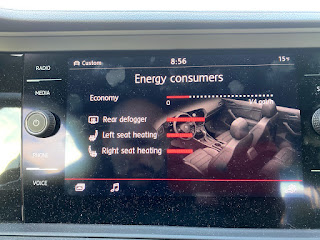 RADIO
MEDIA
PHONE
VOICE
Custom 8:56 15°F
Energy consumers
Economy 0 1/4 gal/h
Rear defogger
Left seat heating
Right seat heating